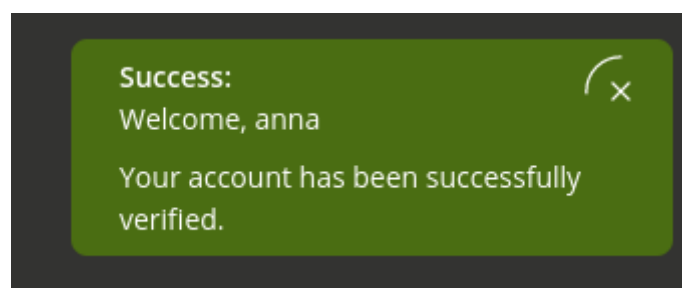 Success:
Welcome, anna
Your account has been successfully
verified.